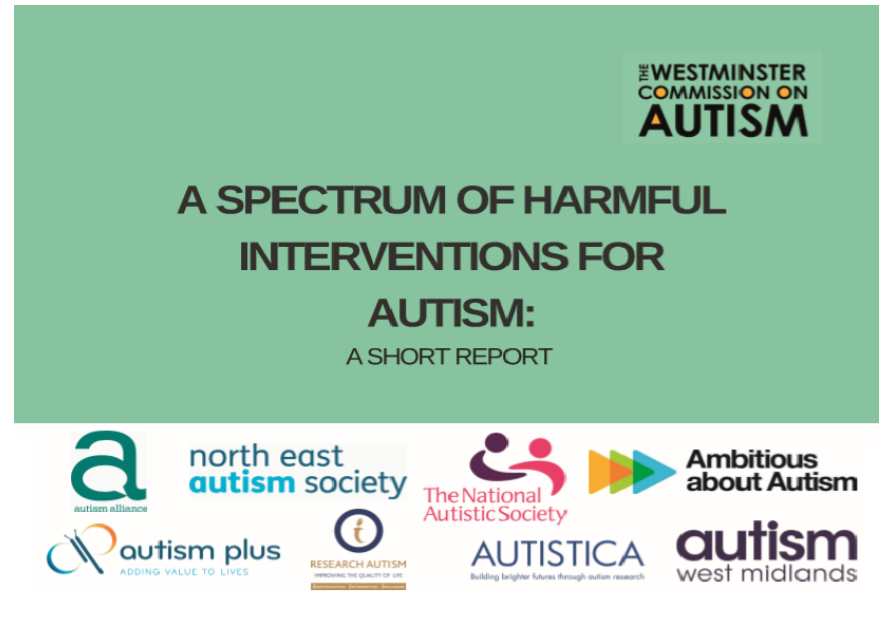 THE WESTMINSTER
COMMISSION ON
AUTISM
A SPECTRUM OF HARMFUL
INTERVENTIONS FOR
AUTISM:
A SHORT REPORT
a
autism alliance
north east
autism society
The National
Autistic Society
Ambitious
about Autism
autism plus
ADDING VALUE TO LIVES
i
RESEARCH AUTISM
IMPROVING THE QUALITY OF LIFE
AUTISTICA
Building brighter futures through autism research
autism
west midlands